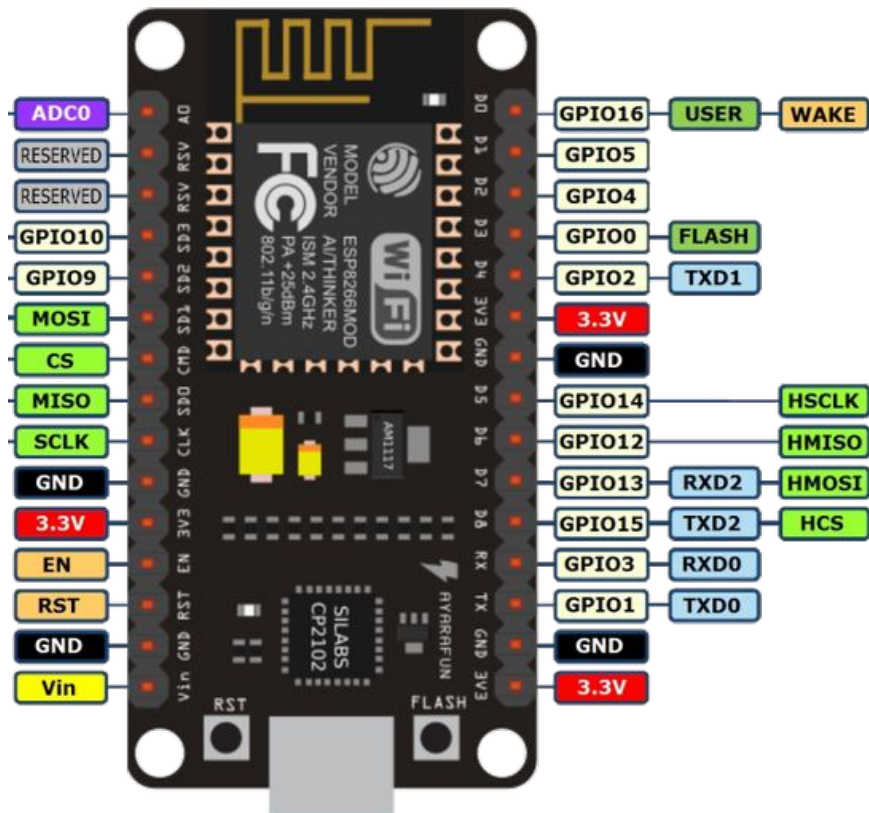 ADC0
RESERVED
RESERVED
GPIO10
GPIO9
MOSI
CS
MISO
SCLK
GND
3.3V
EN
RST
GND
Vin
A0
RSV
RSV
SD3
SD2
SD1
CMD
SD0
CLK
GND
3V3
EN
RST
GND
Vin
MODEL
VENDOR
ESP8266MOD
AI/THINKER
ISM 2.4GHz
PA +25dBm
802.11b/g/n
FC
Wi Fi
AM1117
SILABS
CP2102
AYARAFUN
RST
FLASH
D0
D1
D2
D3
D4
3V3
GND
D5
D6
D7
D8
RX
TX
GND
3V3
GPIO16 USER WAKE
GPIO5
GPIO4
GPIO0 FLASH
GPIO2 TXD1
3.3V
GND
GPIO14 HSCLK
GPIO12 HMISO
GPIO13 RXD2 HMOSI
GPIO15 TXD2 HCS
GPIO3 RXD0
GPIO1 TXD0
GND
3.3V